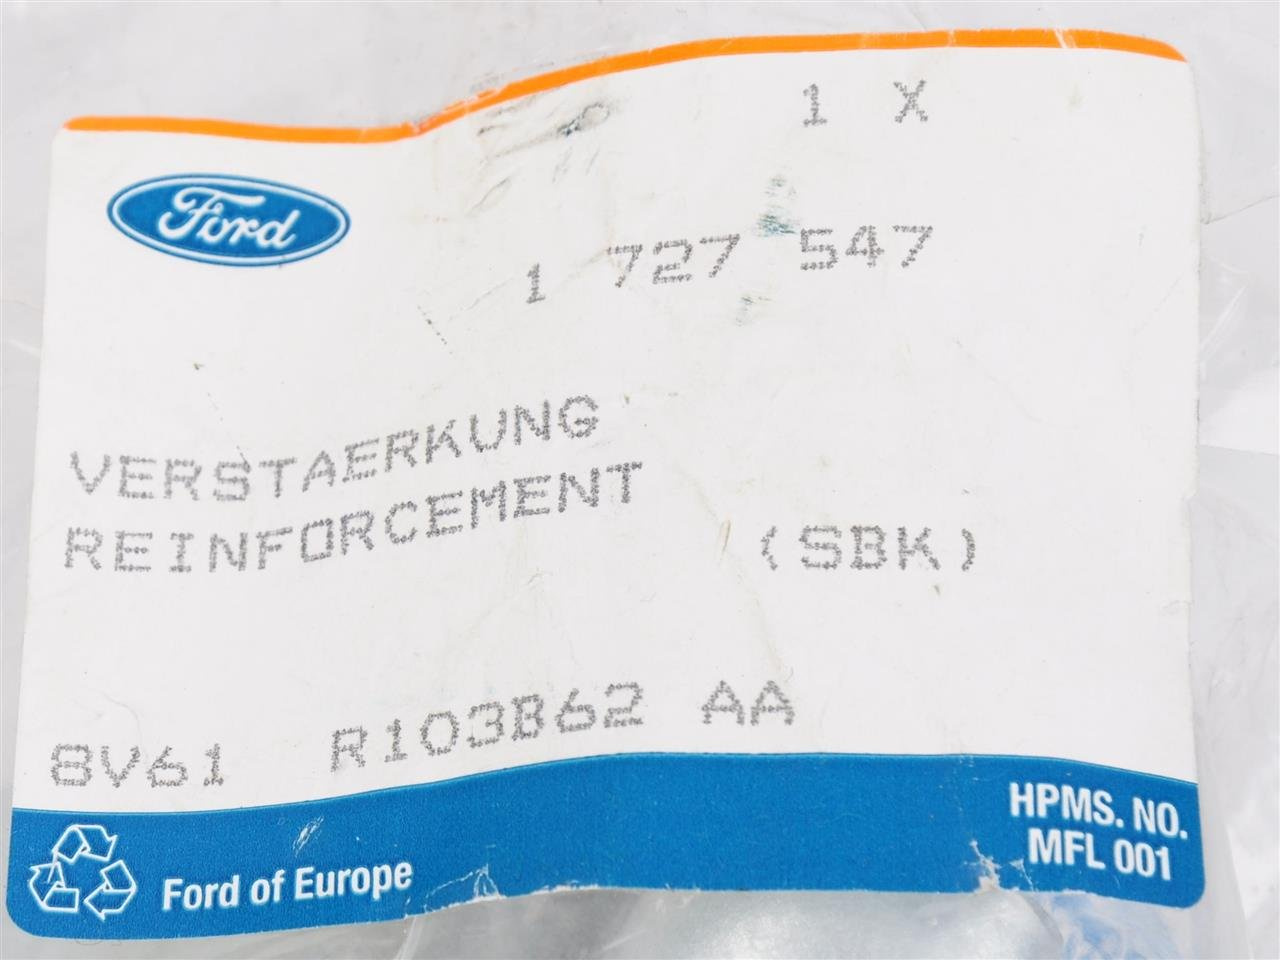 1 X
Ford
1 727 547
VERSTAERKUNG
REINFORCEMENT
(SBK)
8V61 R103B62 AA
HPMS. NO.
MFL 001
Ford of Europe